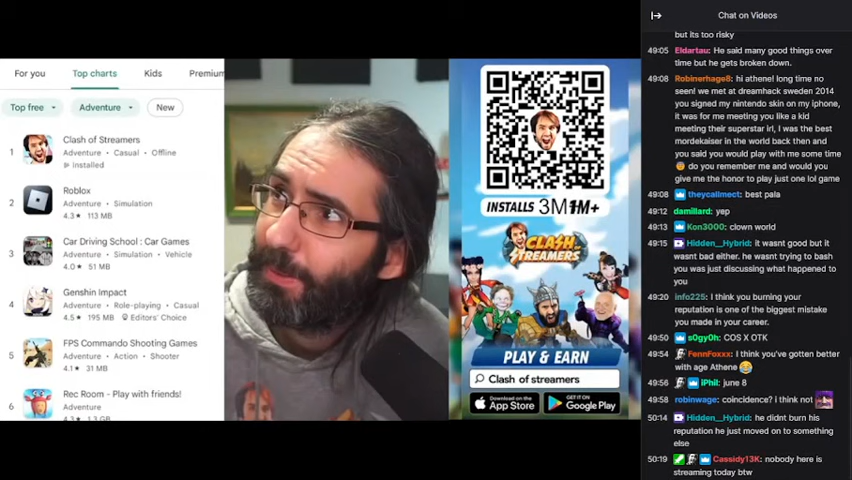 For you
Top charts
Kids
Premium
Top free
Adventure
New
1
Clash of Streamers
Adventure • Casual • Offline
Installed
2
Roblox
Adventure • Simulation
4.3★ 113 MB
3
Car Driving School : Car Games
Adventure • Simulation • Vehicle
4.0★ 51 MB
4
Genshin Impact
Adventure • Role-playing • Casual
4.5★ 195 MB Editors' Choice
5
FPS Commando Shooting Games
Adventure • Action • Shooter
4.1★ 31 MB
6
Rec Room - Play with friends!
Adventure
4.3★ 1.3 GB
INSTALLS
CLASH OF
STREAMERS
PLAY & EARN
Clash of streamers
Download on the
App Store
GET IT ON
Google Play
Chat on Videos
but its too risky
49:05 Eldartau: He said many good things over
time but he gets broken down.
49:08 Robinerhage8: hi athene! long time no
seen! we met at dreamhack sweden 2014
you signed my nintendo skin on my iphone,
it was for me meeting you like a kid
meeting their superstar irl, I was the best
mordekaiser in the world back then and
you said you would play with me some time
do you remember me and would you
give me the honor to play just one lol game
49:08 theycallmect: best pala
49:12 damillard: yep
49:13 Kon3000: clown world
49:15 Hidden__Hybrid: it wasnt good but it
wasnt bad either. he wasnt trying to bash
you was just discussing what happened to
you
49:20 info225: I think you burning your
reputation is one of the biggest mistake
you made in your career.
49:50 s0gy0h: COS X OTK
49:54 FennFoxxx: I think you've gotten better
with age Athene
49:56 iPhil: june 8
49:58 robinwage: coincidence? i think not
50:14 Hidden__Hybrid: he didnt burn his
reputation he just moved on to something
else
50:19 Cassidy13K: nobody here is
streaming today btw